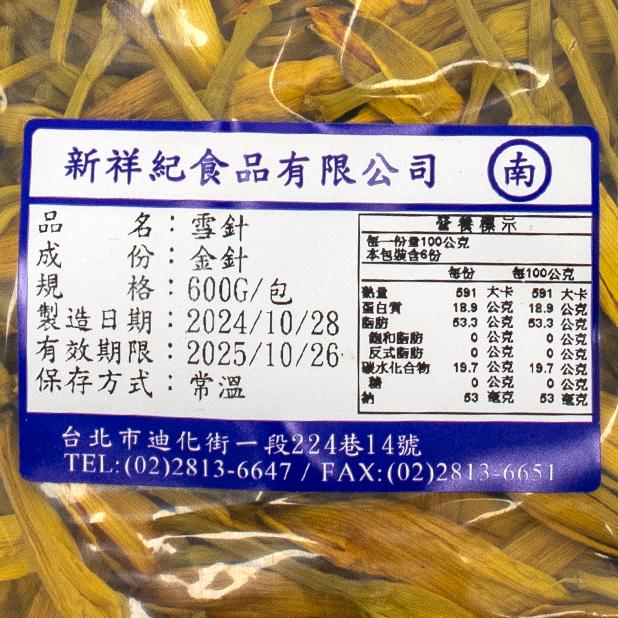 新祥紀食品有限公司 南
品名：雪針
成份：金針
規格：600G/包
製造日期：2024/10/28
有效期限：2025/10/26
保存方式：常溫
營養標示
每一份量100公克
本包裝含6份
每份 每100公克
熱量 591 大卡 591 大卡
蛋白質 18.9 公克 18.9 公克
脂肪 53.3 公克 53.3 公克
飽和脂肪 0 公克 0 公克
反式脂肪 0 公克 0 公克
碳水化合物 19.7 公克 19.7 公克
糖 0 公克 0 公克
鈉 53 毫克 53 毫克
台北市迪化街一段224巷14號
TEL:(02)2813-6647 / FAX:(02)2813-6651